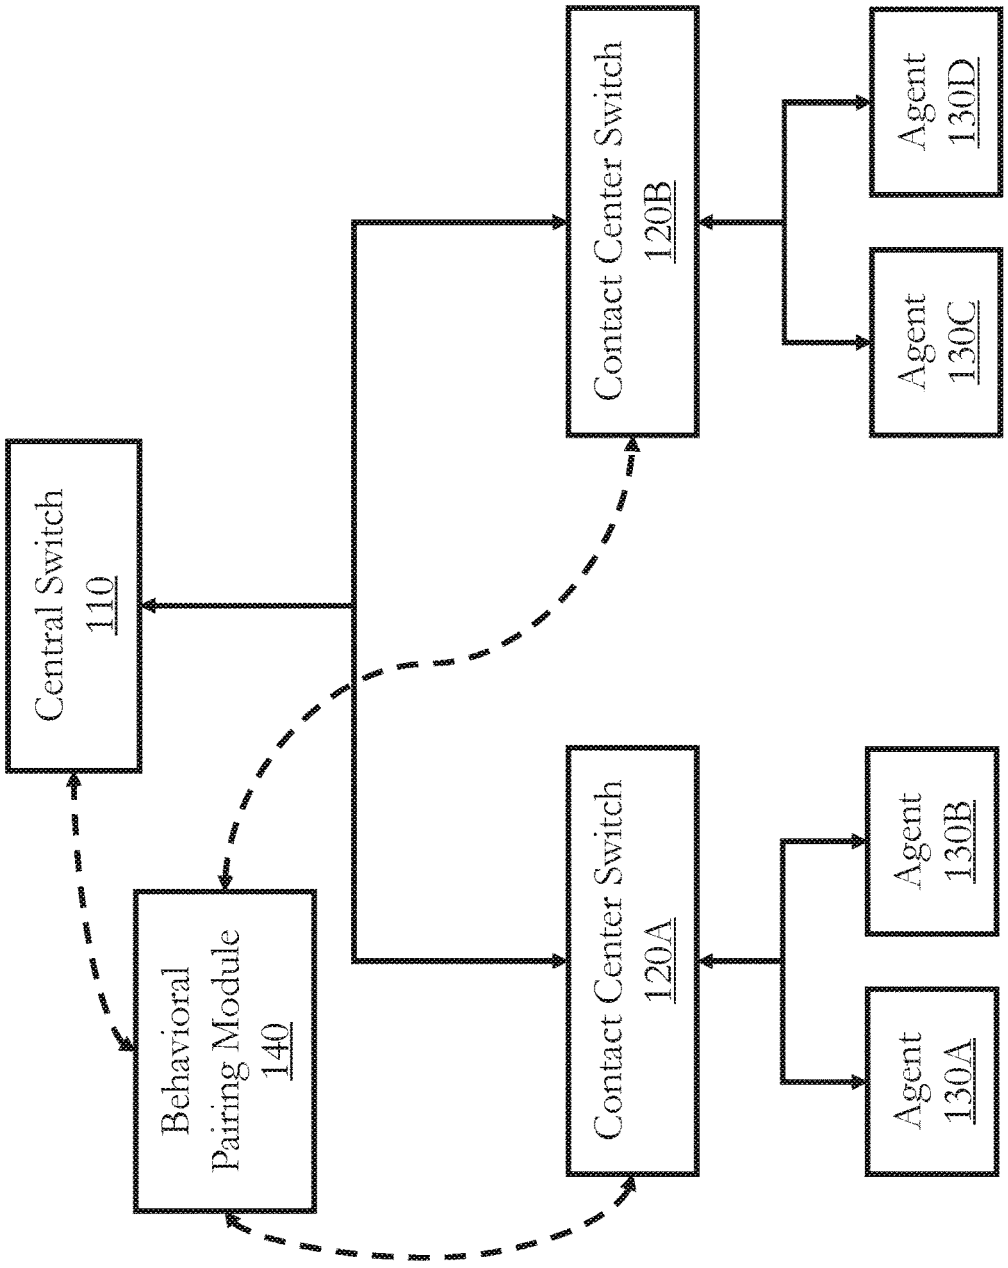 Central Switch
110
Behavioral
Pairing Module
140
Contact Center Switch
120A
Contact Center Switch
120B
Agent
130A
Agent
130B
Agent
130C
Agent
130D